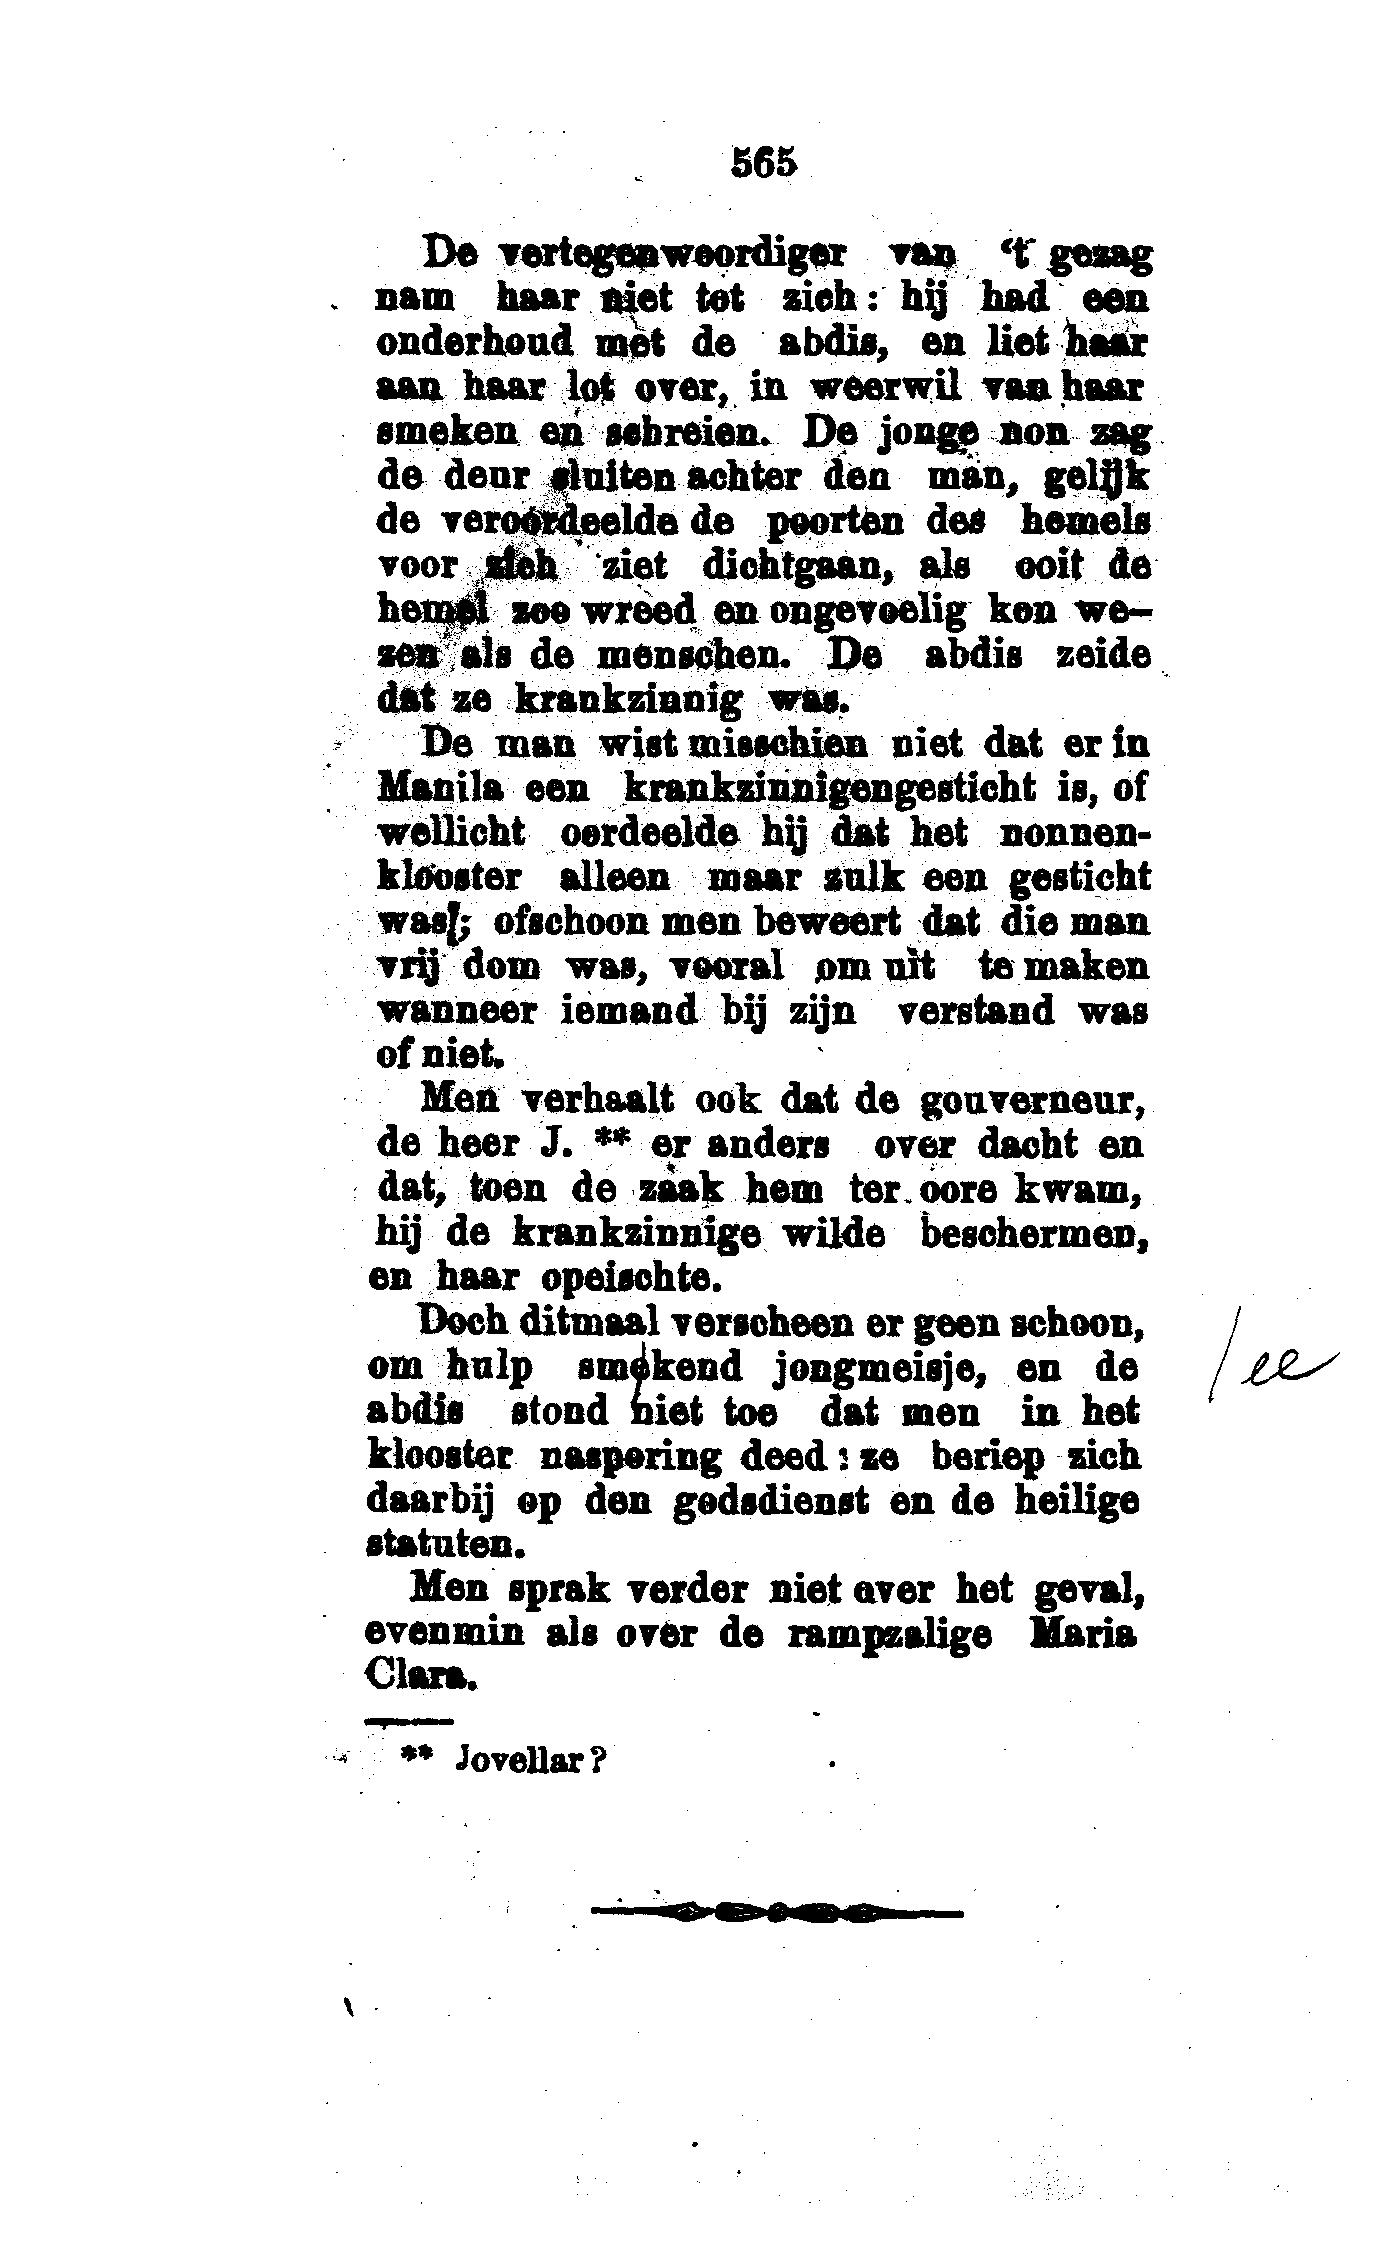 565
De vertegenwoordiger van 't gezag
nam haar niet tot zich: hij had een
onderhoud met de abdis, en liet haar
aan haar lot over, in weerwil van haar
smeken en schreien. De jonge non zag
de deur sluiten achter den man, gelijk
de veroordeelde de poorten des hemels
voor zich ziet dichtgaan, als ooit de
hemel zoo wreed en ongevoelig kon we-
zen als de menschen. De abdis zeide
dat ze krankzinnig was.
De man wist misschien niet dat er in
Manila een krankzinnigengesticht is, of
wellicht oordeelde hij dat het nonnen-
klooster alleen maar zulk een gesticht
was; ofschoon men beweert dat die man
vrij dom was, vooral om uit te maken
wanneer iemand bij zijn verstand was
of niet.
Men verhaalt ook dat de gouverneur,
de heer J. ** er anders over dacht en
dat, toen de zaak hem ter oore kwam,
hij de krankzinnige wilde beschermen,
en haar opeischte.
Doch ditmaal verscheen er geen schoon,
om hulp smekend jongmeisje, en de
abdis stond niet toe dat men in het
klooster nasporing deed: ze beriep zich
daarbij op den godsdienst en de heilige
statuten.
Men sprak verder niet over het geval,
evenmin als over de rampzalige Maria
Clara.
** Jovellar?
/ee